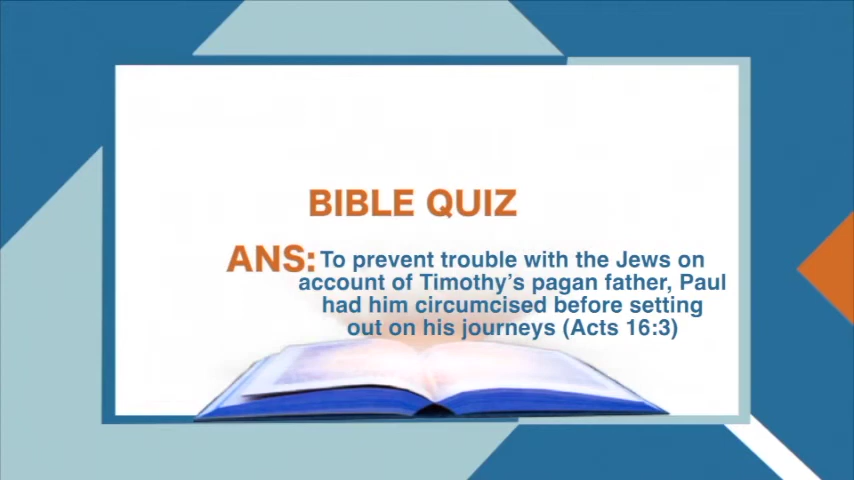 BIBLE QUIZ
ANS: To prevent trouble with the Jews on
account of Timothy's pagan father, Paul
had him circumcised before setting
out on his journeys (Acts 16:3)